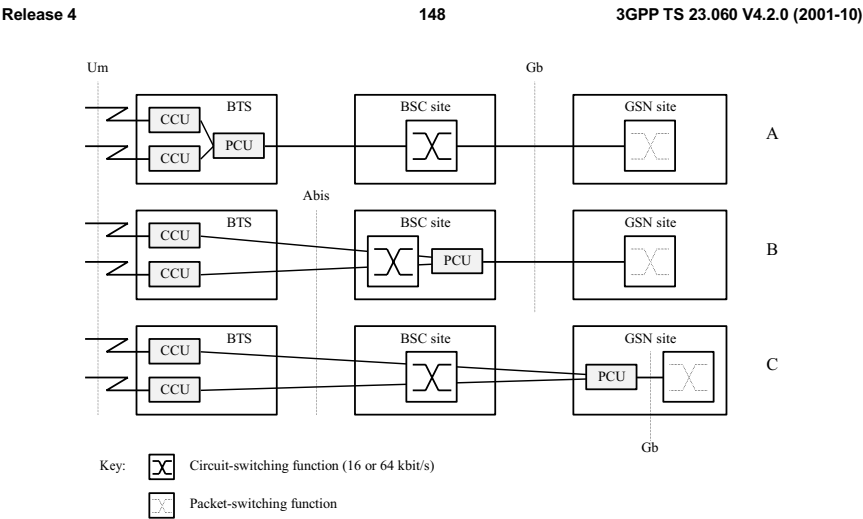 Release 4 148 3GPP TS 23.060 V4.2.0 (2001-10)
Um Gb
BTS BSC site GSN site
CCU
PCU
CCU
A
Abis
BTS BSC site GSN site
CCU
PCU
CCU
B
BTS BSC site GSN site
CCU
PCU
CCU
C
Gb
Key: Circuit-switching function (16 or 64 kbit/s)
Packet-switching function